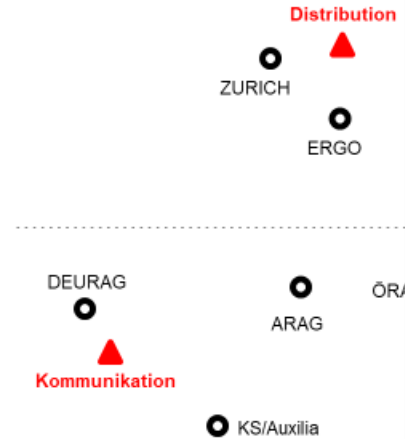 Distribution
ZURICH
ERGO
DEURAG
ARAG
Kommunikation
KS/Auxilia